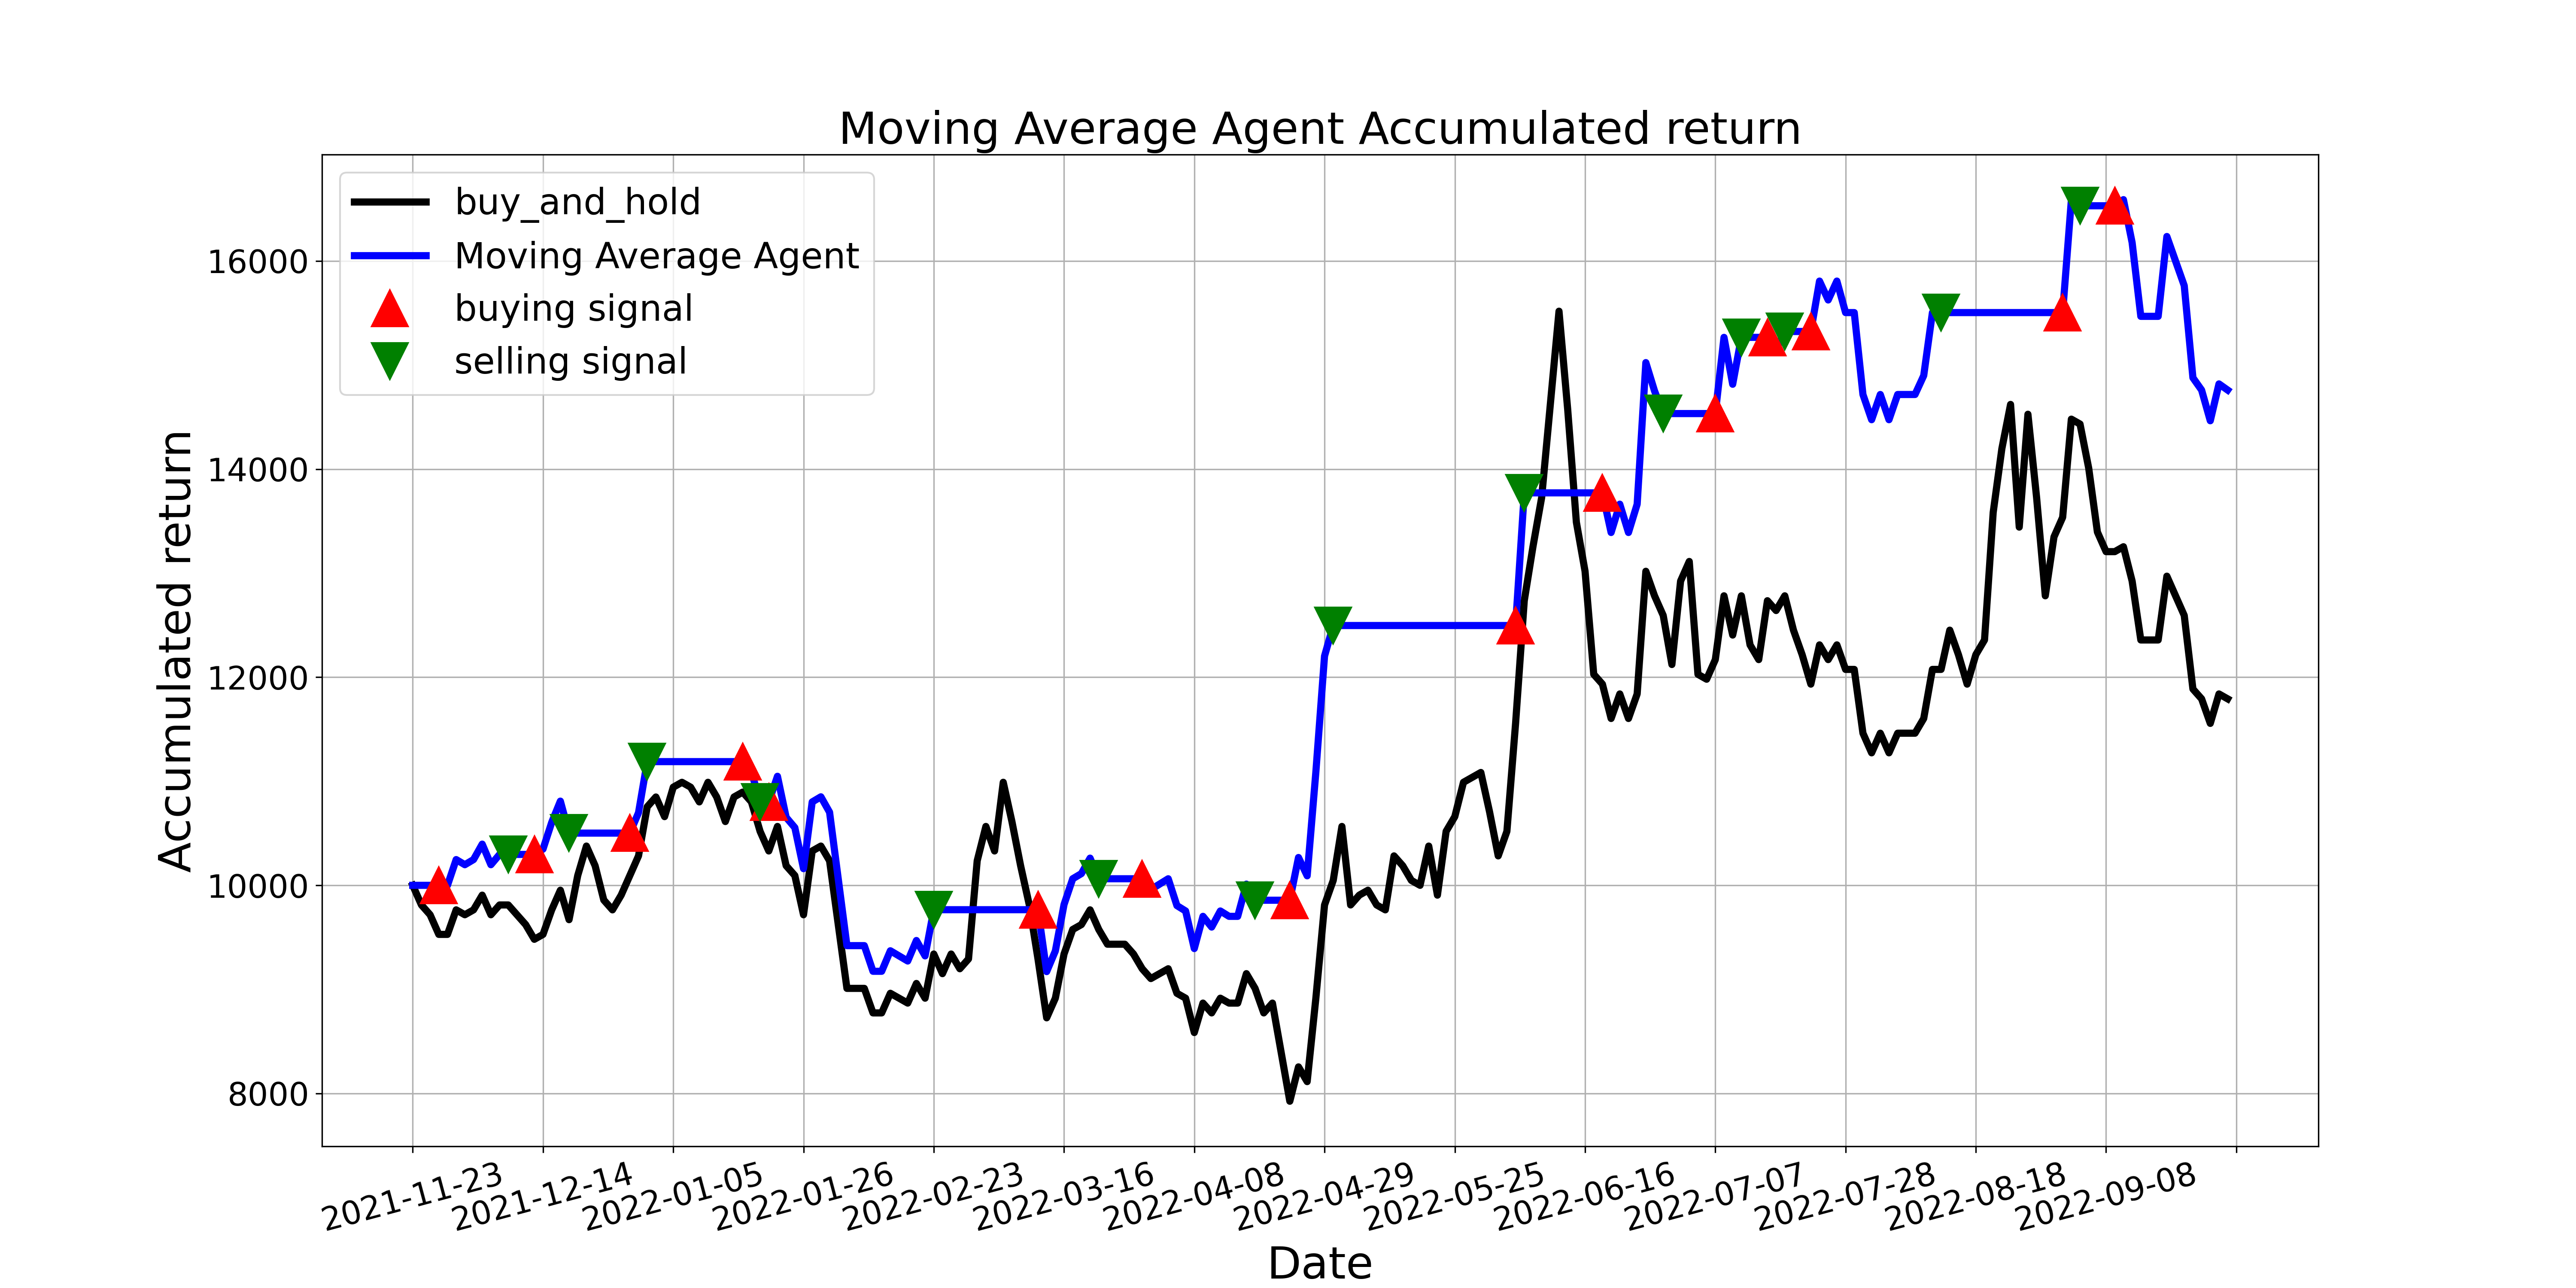 Moving Average Agent Accumulated return
buy_and_hold
Moving Average Agent
buying signal
selling signal
Accumulated return
16000
14000
12000
10000
8000
2021-11-23
2021-12-14
2022-01-05
2022-01-26
2022-02-23
2022-03-16
2022-04-08
2022-04-29
2022-05-25
2022-06-16
2022-07-07
2022-07-28
2022-08-18
2022-09-08
Date